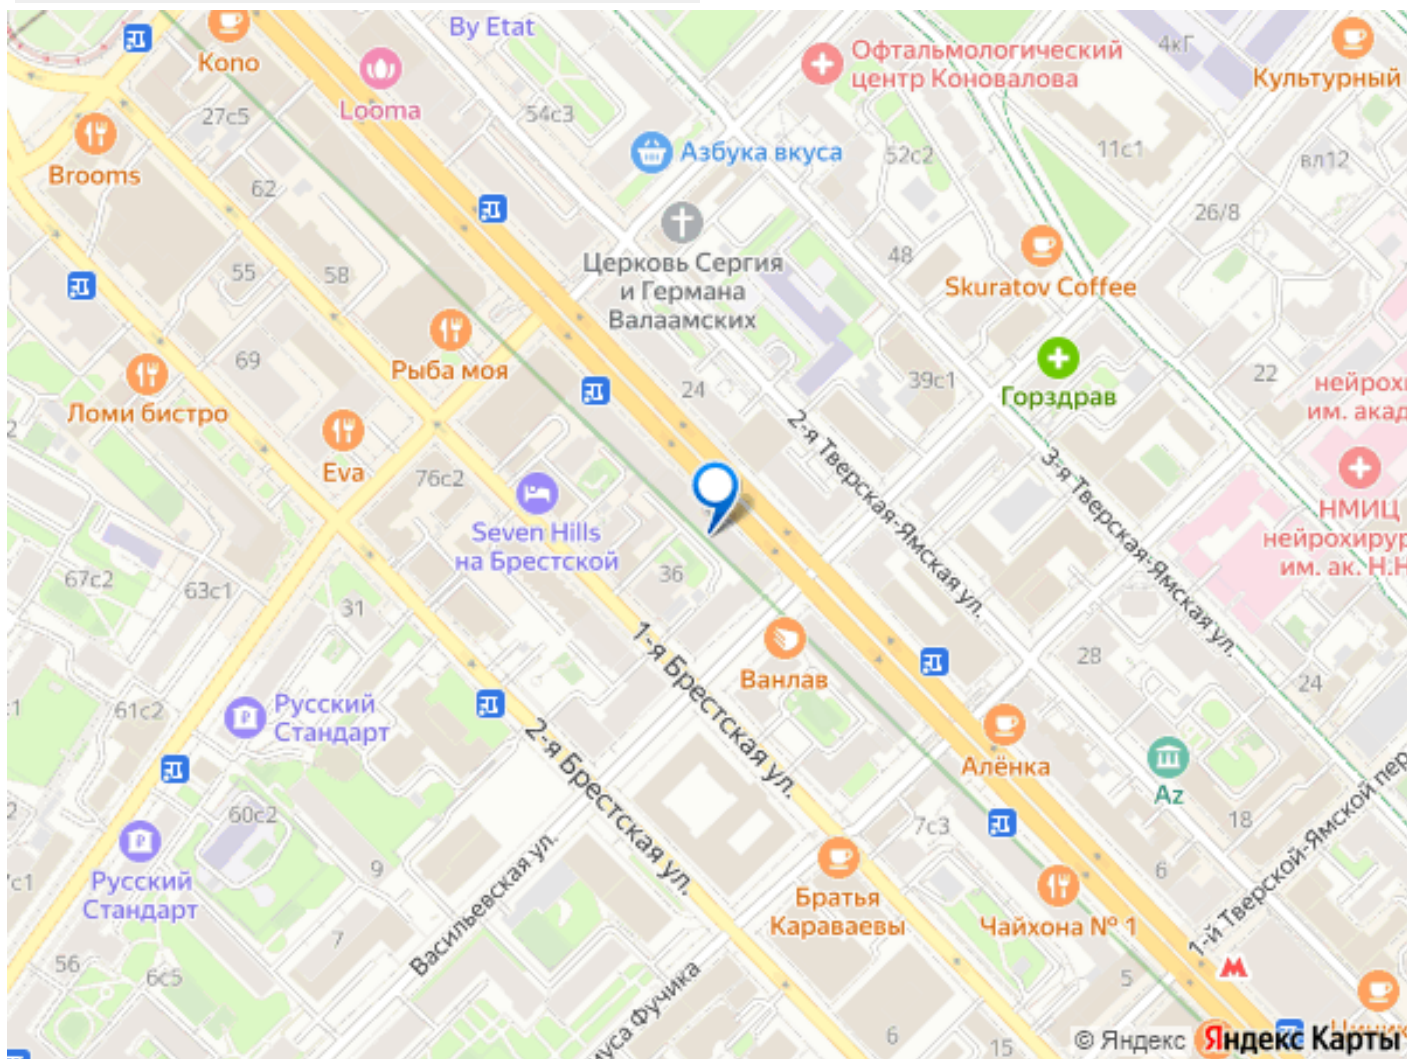 By Etat
Kono
Looma
27с5
54с3
Офтальмологический
центр Коновалова
4кГ
Культурный
Brooms
Азбука вкуса
52с2
11с1
вл12
62
26/8
55
58
Церковь Сергия
и Германа
Валаамских
48
Skuratov Coffee
69
Рыба моя
24
39с1
Горздрав
22
Ломи бистро
Eva
76с2
2-я Тверская-Ямская ул.
3-я Тверская-Ямская ул.
Seven Hills
на Брестской
НМИЦ
им. ак. Н.Н
67с2
63с1
31
36
1-я Брестская ул.
Ванлав
28
24
61с2
Русский
Стандарт
2-я Брестская ул.
Алёнка
Az
18
60с2
7с3
6
1-й Тверской-Ямской пер
9
Русский
Стандарт
Васильевская ул.
Братья
Караваевы
Чайхона № 1
7
56
6с5
5
6
15
© Яндекс
Яндекс Карты